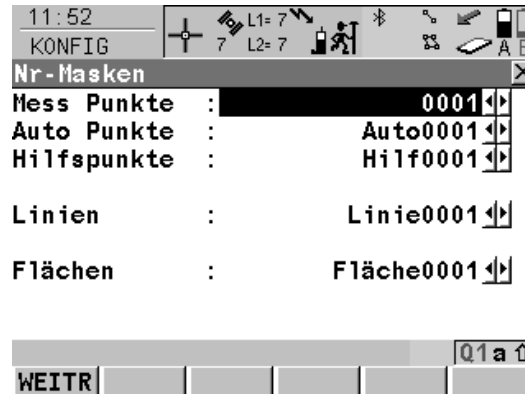 11:52
KONFIG
L1= 7
7 L2= 7
A
Nr-Masken
Mess Punkte : 0001
Auto Punkte : Auto0001
Hilfspunkte : Hilf0001
Linien : Linie0001
Flächen : Fläche0001
Q1 a
WEITR